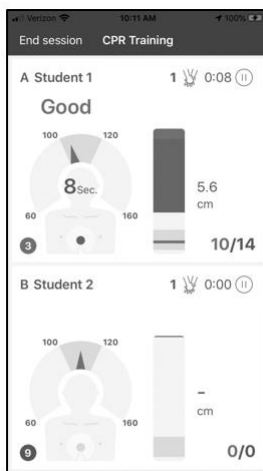 Verizon 10:11 AM 100%
End session CPR Training
A Student 1 1 0:08
Good
100 120
8 Sec.
60 160
5.6
cm
3 10/14
B Student 2 1 0:00
100 120
60 160
-
cm
9 0/0